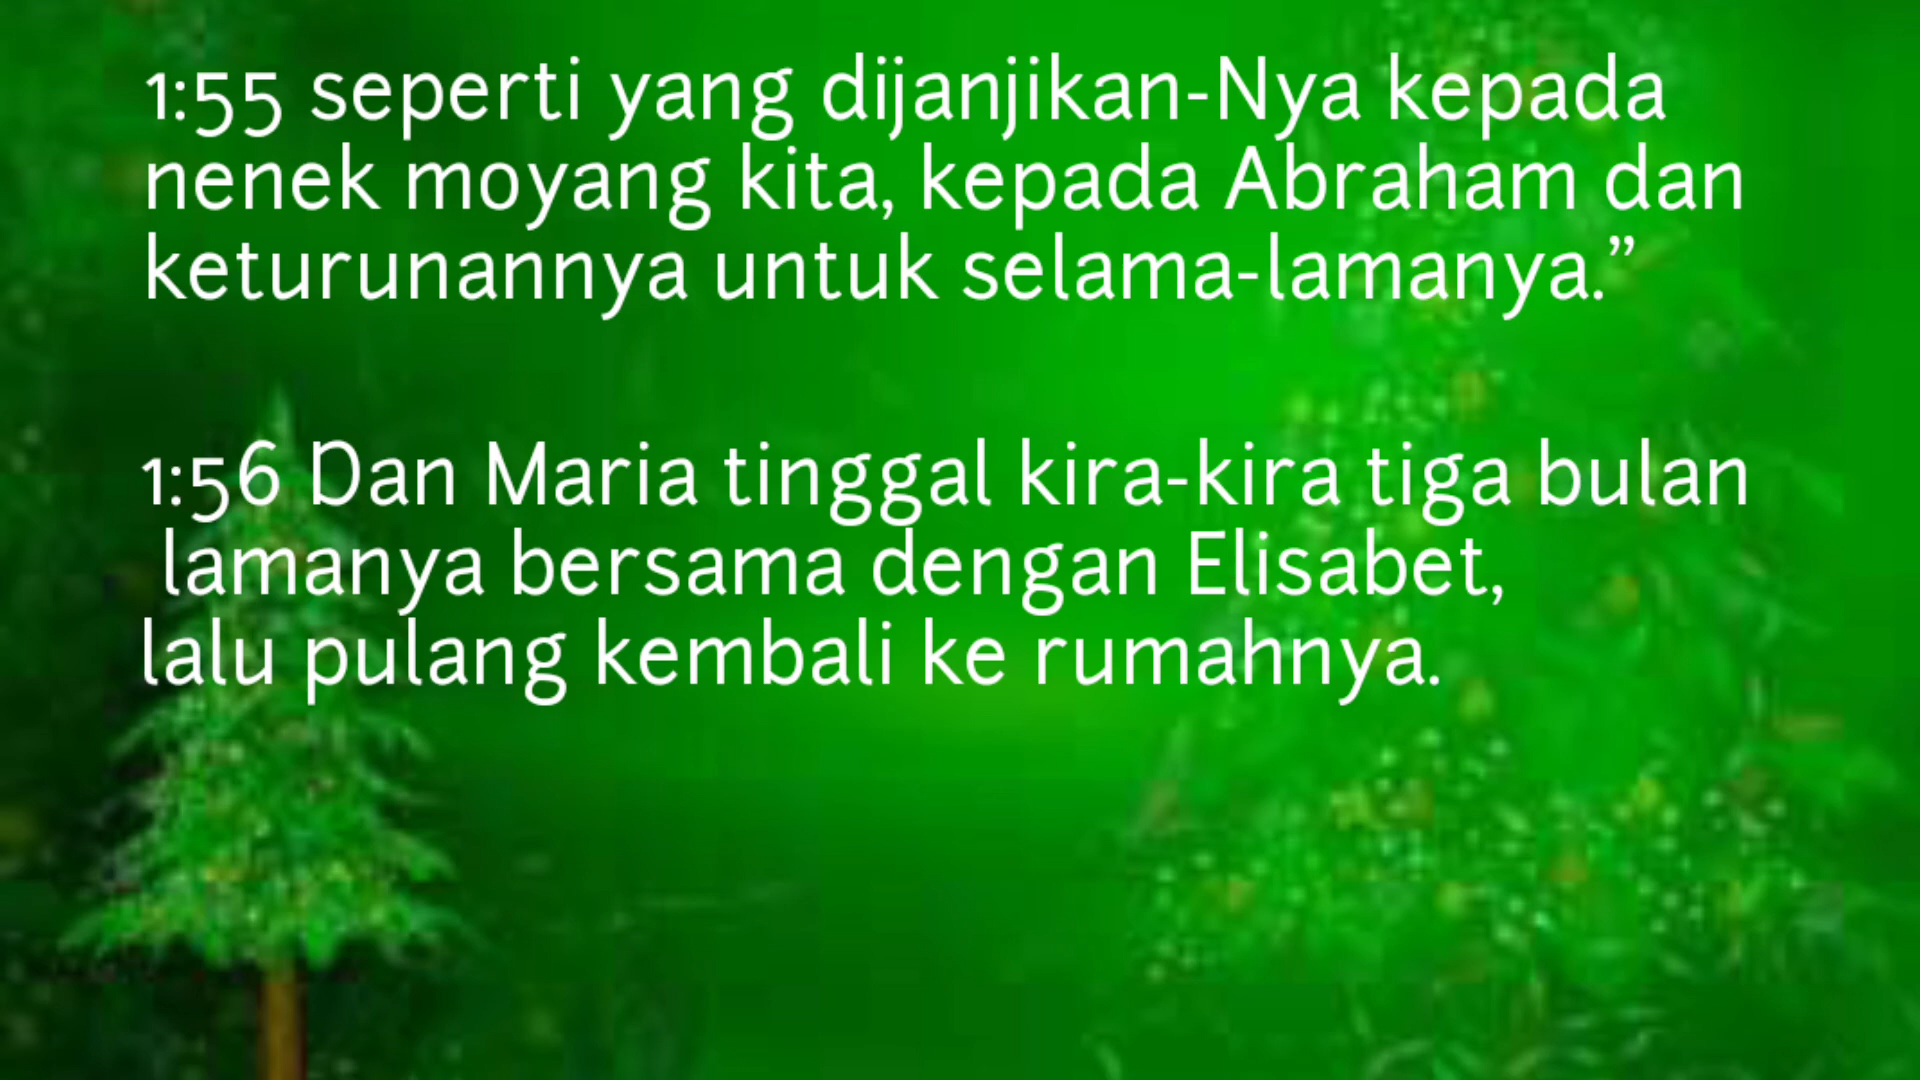 1:55 seperti yang dijanjikan-Nya kepada
nenek moyang kita, kepada Abraham dan
keturunannya untuk selama-lamanya.”
1:56 Dan Maria tinggal kira-kira tiga bulan
lamanya bersama dengan Elisabet,
lalu pulang kembali ke rumahnya.